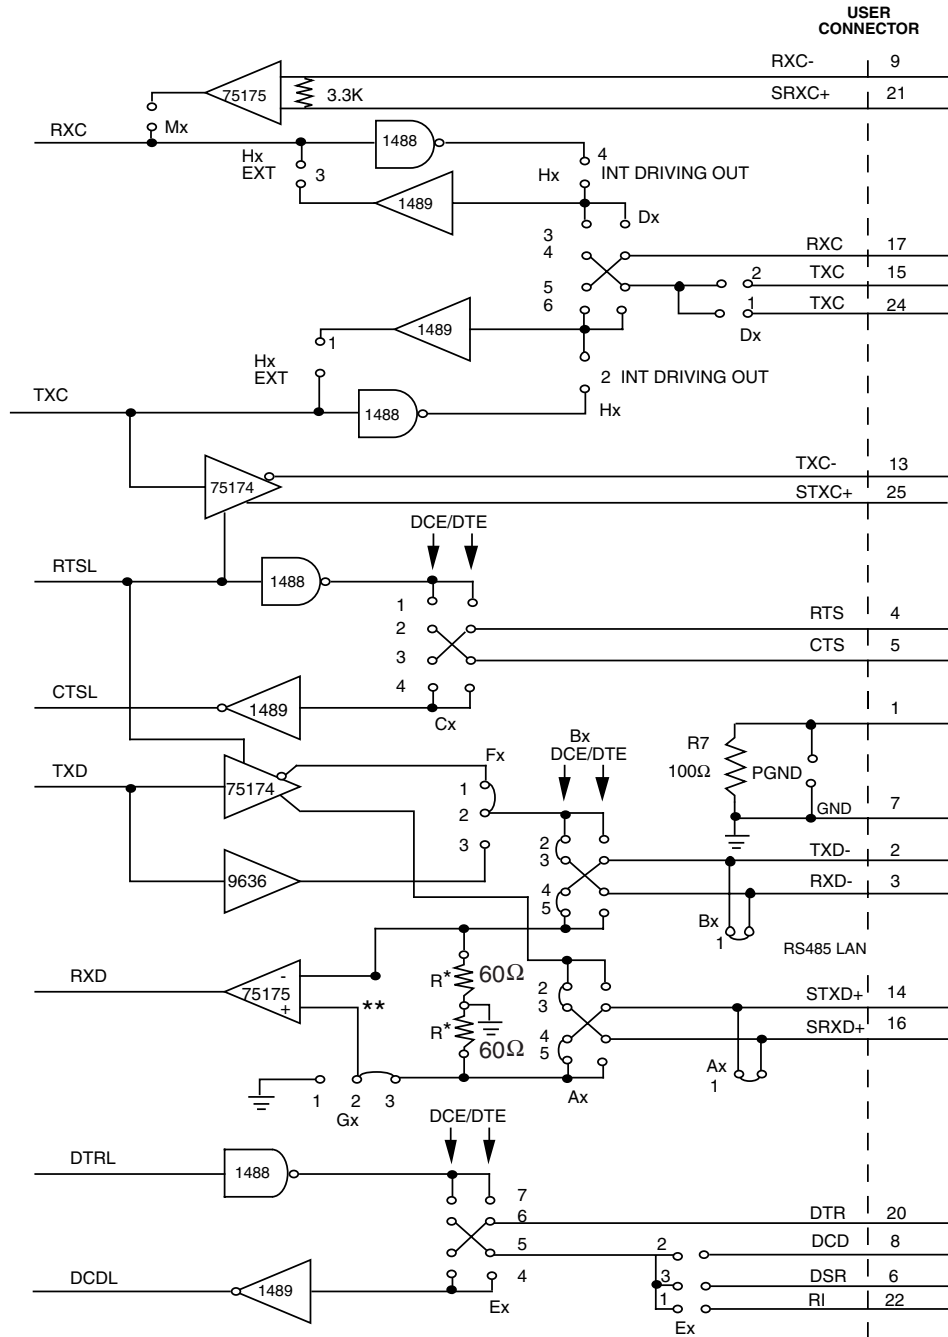 USER
CONNECTOR
RXC- 9
75175 3.3K SRXC+ 21
Mx
RXC
1488
4
Hx
EXT 3 Hx INT DRIVING OUT
1489
Dx
3
4 RXC 17
5 2 TXC 15
6 1 TXC 24
Dx
1489
1
Hx
EXT
2 INT DRIVING OUT
Hx
TXC
1488
TXC- 13
75174
STXC+ 25
DCE/DTE
RTSL 1488
1
2 RTS 4
3 CTS 5
4
CTSL 1489
Cx
1
R7
100Ω PGND
GND 7
Bx
DCE/DTE
Fx
TXD 75174
1
2
3
9636
2
3 TXD- 2
4 RXD- 3
5
Bx
1
RS485 LAN
RXD - 75175 +
**
R* 60Ω
R* 60Ω
2
3 STXD+ 14
4 SRXD+ 16
5
Ax
1
Ax
1 2 3
Gx
DCE/DTE
DTRL 1488
7
6 DTR 20
5 2 DCD 8
4 3 DSR 6
1 RI 22
DCDL 1489
Ex
Ex